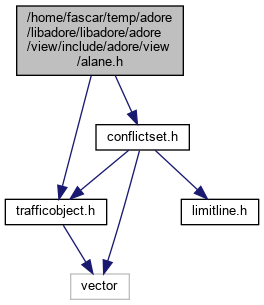 /home/fascar/temp/adore
/libadore/libadore/adore
/view/include/adore/view
/alane.h
conflictset.h
trafficobject.h
limitline.h
vector